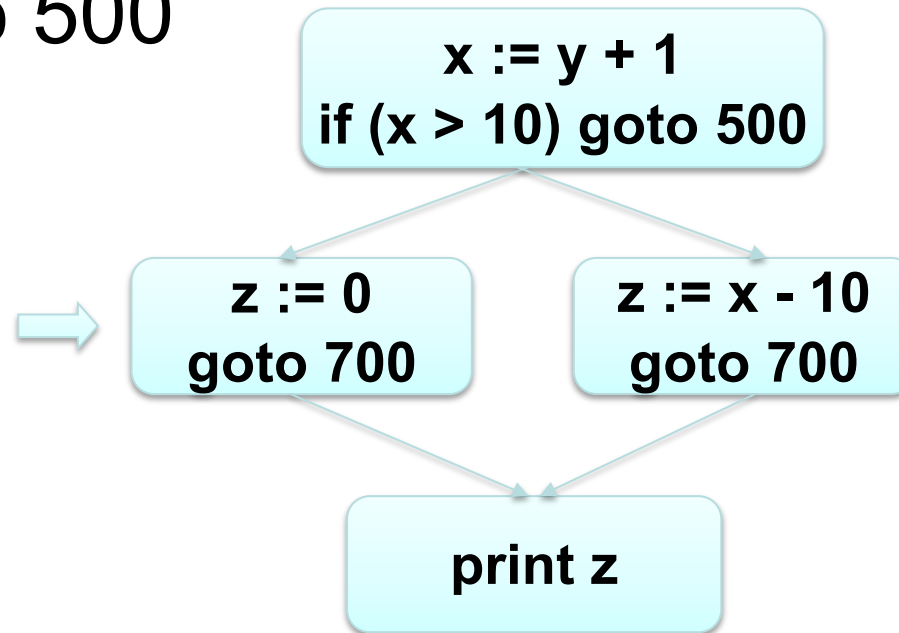 500
x := y + 1
if (x > 10) goto 500
z := 0
goto 700
z := x - 10
goto 700
print z